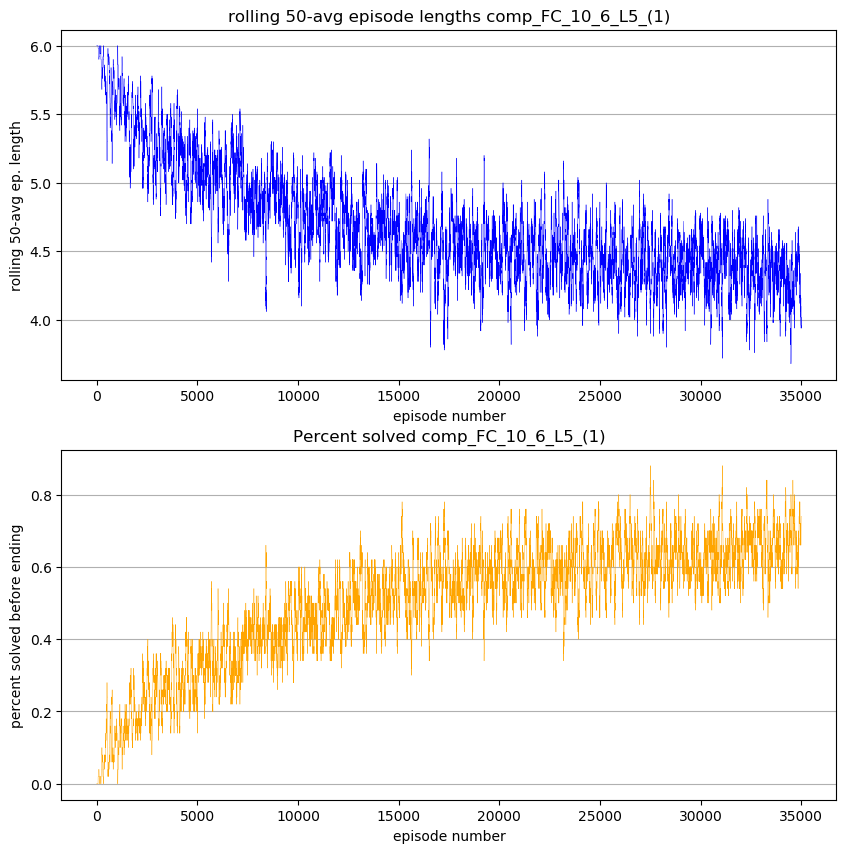 rolling 50-avg episode lengths comp_FC_10_6_L5_(1)
rolling 50-avg ep. length
6.0
5.5
5.0
4.5
4.0
0 5000 10000 15000 20000 25000 30000 35000
episode number
Percent solved comp_FC_10_6_L5_(1)
percent solved before ending
0.8
0.6
0.4
0.2
0.0
0 5000 10000 15000 20000 25000 30000 35000
episode number